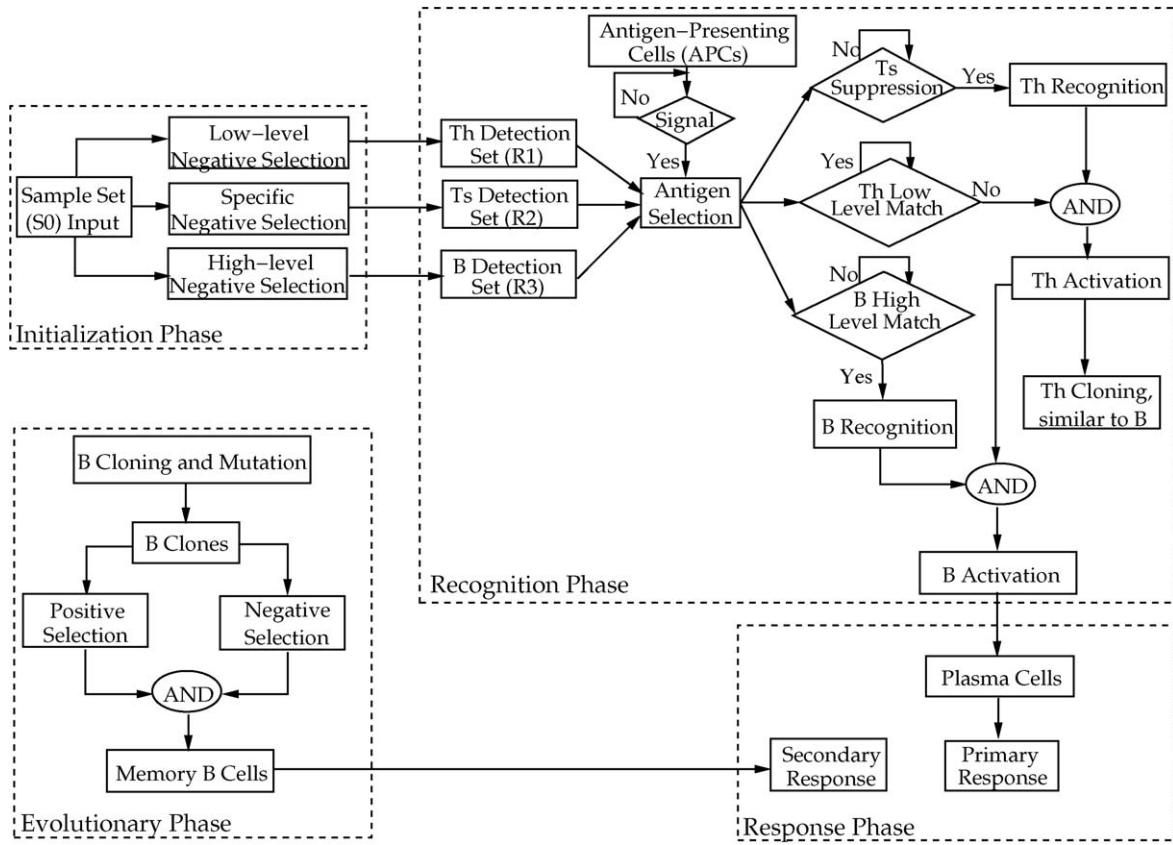 Sample Set
(S0) Input
Low−level
Negative Selection
Specific
Negative Selection
High−level
Negative Selection
Initialization Phase
Antigen−Presenting
Cells (APCs)
No
Signal
Yes
Th Detection
Set (R1)
Ts Detection
Set (R2)
B Detection
Set (R3)
Antigen
Selection
No
Ts
Suppression
Yes
Th Recognition
Yes
Th Low
Level Match
No
AND
No
B High
Level Match
Yes
Th Activation
B Recognition
Th Cloning,
similar to B
AND
B Activation
Recognition Phase
B Cloning and Mutation
B Clones
Positive
Selection
Negative
Selection
AND
Memory B Cells
Evolutionary Phase
Plasma Cells
Secondary
Response
Primary
Response
Response Phase